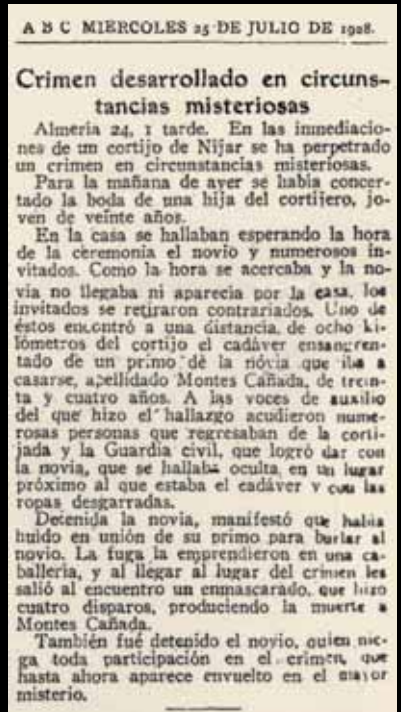 A B C MIERCOLES 25 DE JULIO DE 1928.
Crimen desarrollado en circuns-
tancias misteriosas
Almería 24, 1 tarde. En las inmediacio-
nes de un cortijo de Níjar se ha perpetrado
un crimen en circunstancias misteriosas.
Para la mañana de ayer se había concer-
tado la boda de una hija del cortijero, jo-
ven de veinte años.
En la casa se hallaban esperando la hora
de la ceremonia el novio y numerosos in-
vitados. Como la hora se acercaba y la no-
via no llegaba ni aparecía por la casa, los
invitados se retiraron contrariados. Uno de
éstos encontró a una distancia de ocho ki-
lómetros del cortijo el cadáver ensangren-
tado de un primo de la novia que iba a
casarse, apellidado Montes Cañada, de trein-
ta y cuatro años. A las voces de auxilio
del que hizo el hallazgo acudieron nume-
rosas personas que regresaban de la corti-
jada y la Guardia civil, que logró dar con
la novia, que se hallaba oculta en un lugar
próximo al que estaba el cadáver y con las
ropas desgarradas.
Detenida la novia, manifestó que había
huído en unión de su primo para burlar al
novio. La fuga la emprendieron en una ca-
ballería, y al llegar al lugar del crimen les
salió al encuentro un enmascarado, que hizo
cuatro disparos, produciendo la muerte a
Montes Cañada.
También fué detenido el novio, quien nie-
ga toda participación en el crimen, que
hasta ahora aparece envuelto en el mayor
misterio.